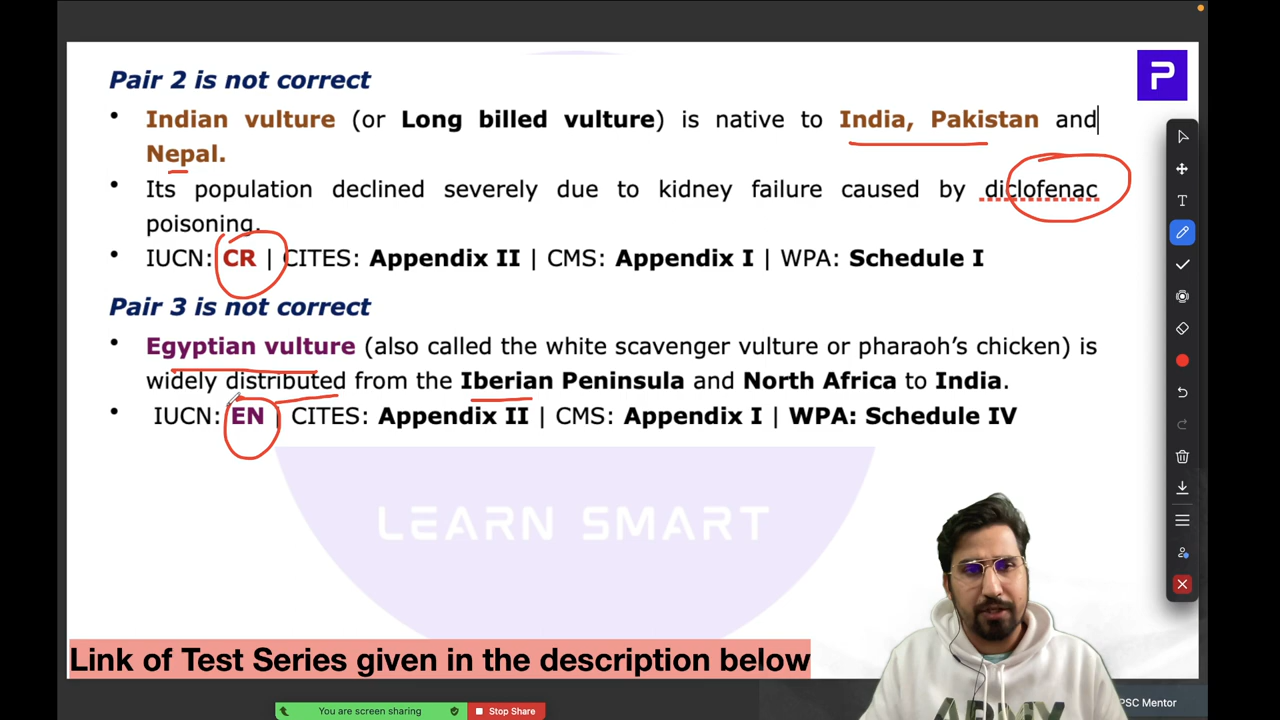 Pair 2 is not correct
P
• Indian vulture (or Long billed vulture) is native to India, Pakistan and
Nepal.
• Its population declined severely due to kidney failure caused by diclofenac
poisoning.
• IUCN: CR | CITES: Appendix II | CMS: Appendix I | WPA: Schedule I
Pair 3 is not correct
• Egyptian vulture (also called the white scavenger vulture or pharaoh’s chicken) is
widely distributed from the Iberian Peninsula and North Africa to India.
• IUCN: EN | CITES: Appendix II | CMS: Appendix I | WPA: Schedule IV
LEARN SMART
Link of Test Series given in the description below
ARMY
PSC Mentor
You are screen sharing
Stop Share
T